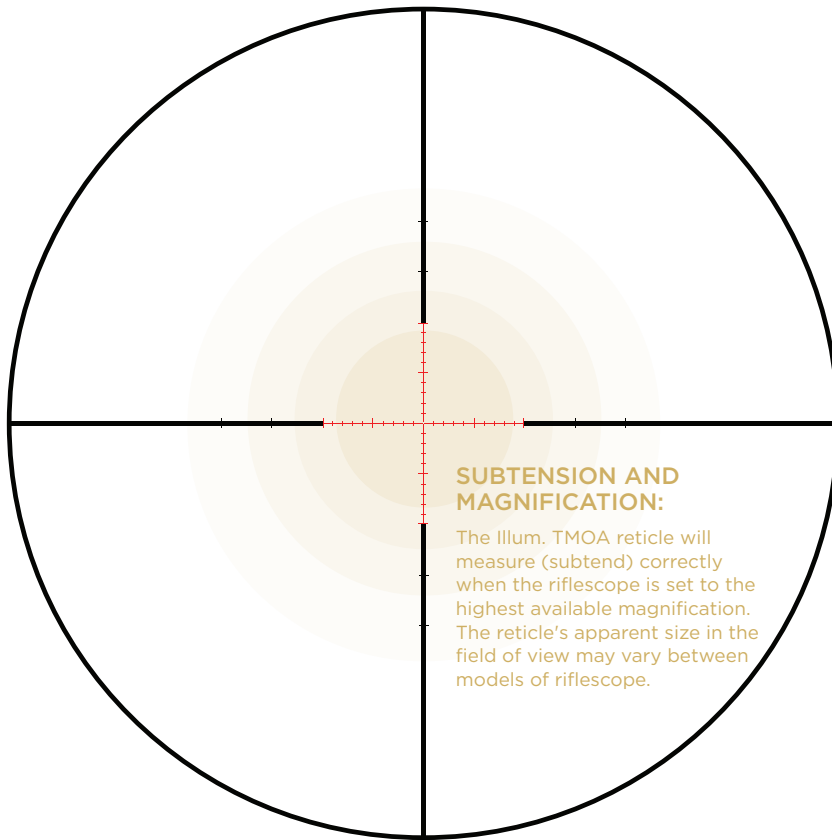 SUBTENSION AND
MAGNIFICATION:
The Illum. TMOA reticle will
measure (subtend) correctly
when the riflescope is set to the
highest available magnification.
The reticle's apparent size in the
field of view may vary between
models of riflescope.